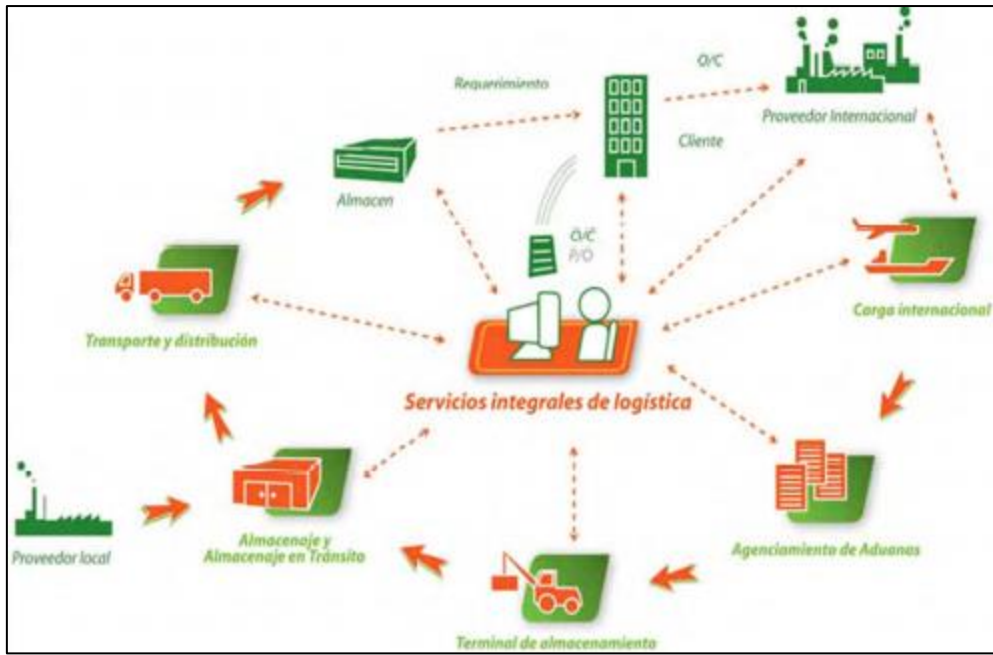 O/C
Requerimiento
Proveedor Internacional
Cliente
Almacen
O/C
P/O
Carga internacional
Transporte y distribución
Servicios integrales de logística
Proveedor local
Almacenaje y
Almacenaje en Tránsito
Agenciamiento de Aduanas
Terminal de almacenamiento